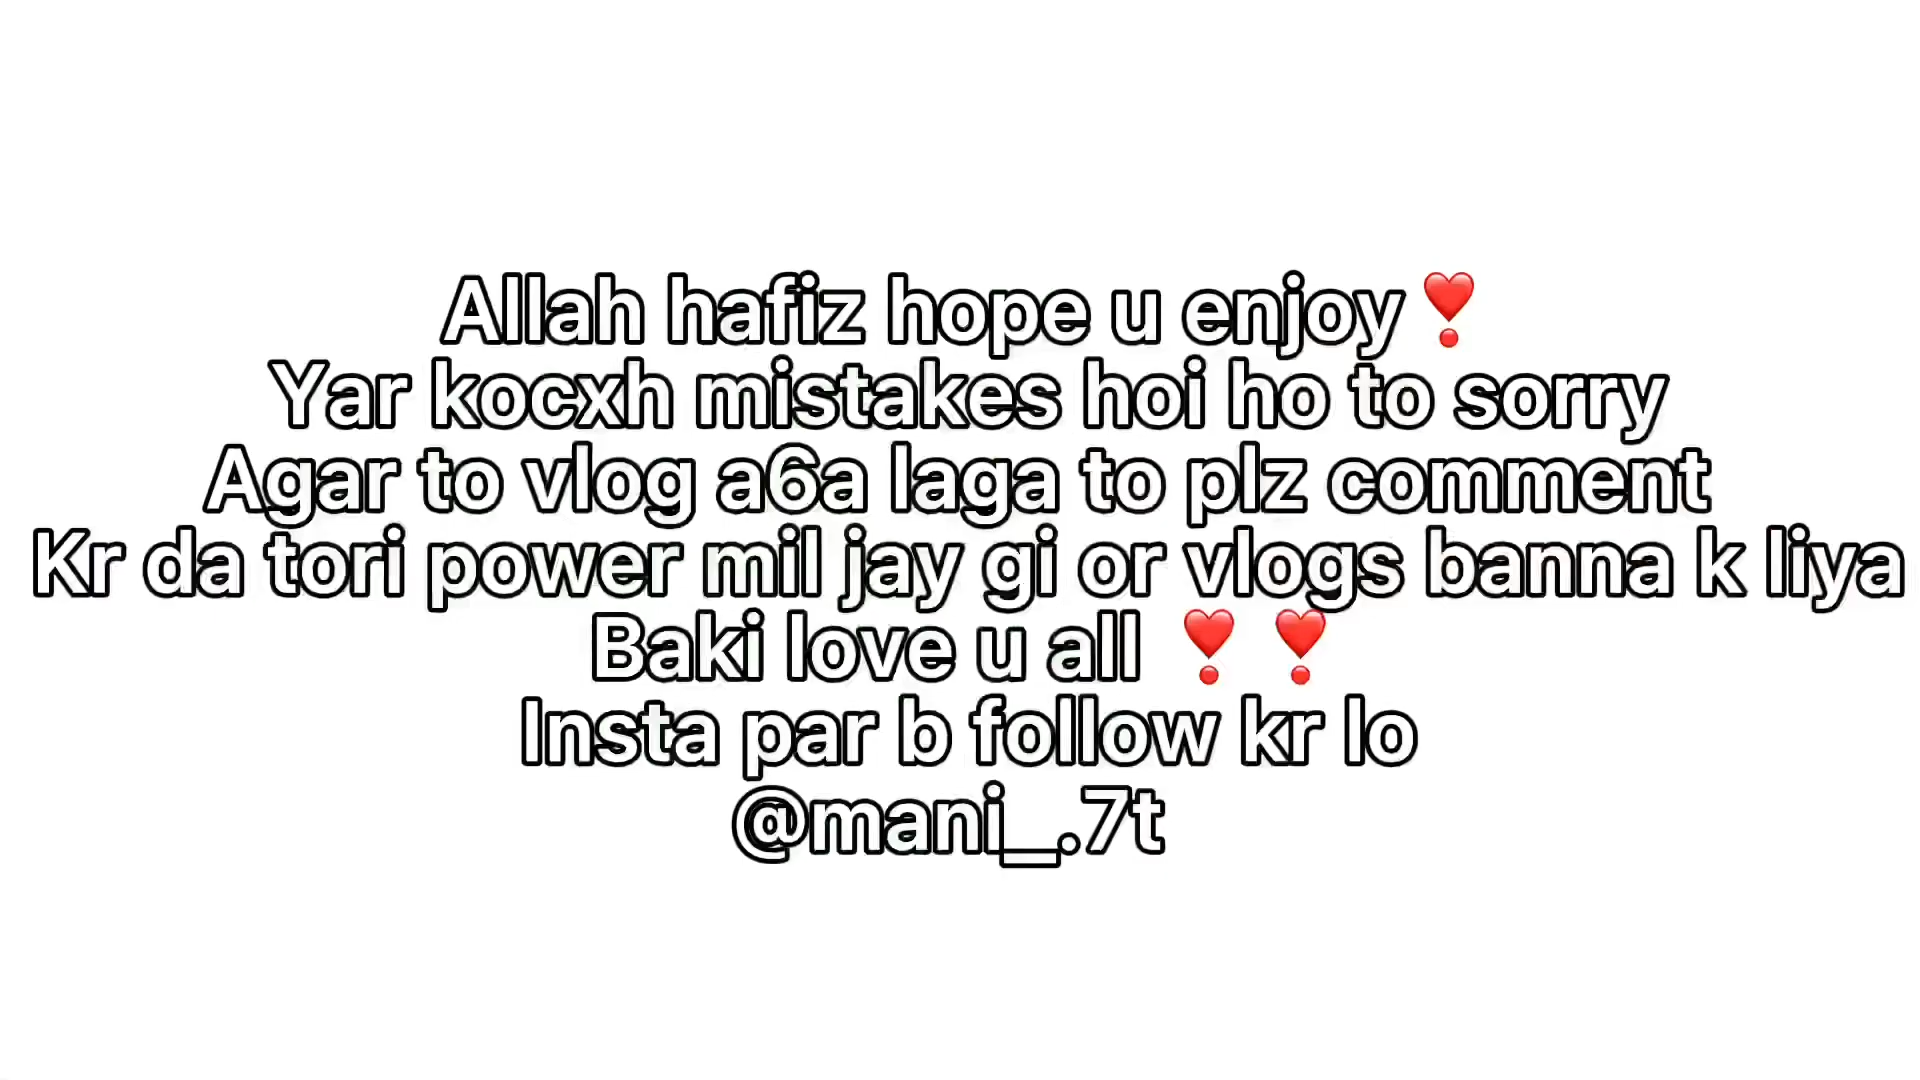 Allah hafiz hope u enjoy❣️
Yar kocxh mistakes hoi ho to sorry
Agar to vlog a6a laga to plz comment
Kr da tori power mil jay gi or vlogs banna k liya
Baki love u all ❣️❣️
Insta par b follow kr lo
@mani_.7t